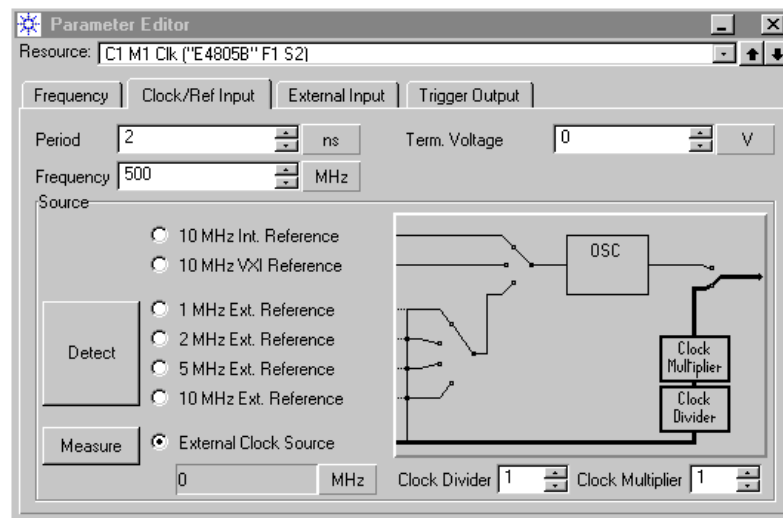 Parameter Editor
Resource: C1 M1 Clk ("E4805B" F1 S2)
Frequency Clock/Ref Input External Input Trigger Output
Period 2 ns Term. Voltage 0 V
Frequency 500 MHz
Source
10 MHz Int. Reference
10 MHz VXI Reference
OSC
1 MHz Ext. Reference
2 MHz Ext. Reference
Detect
5 MHz Ext. Reference
10 MHz Ext. Reference
Clock
Multiplier
Clock
Divider
Measure External Clock Source
0 MHz Clock Divider 1 Clock Multiplier 1